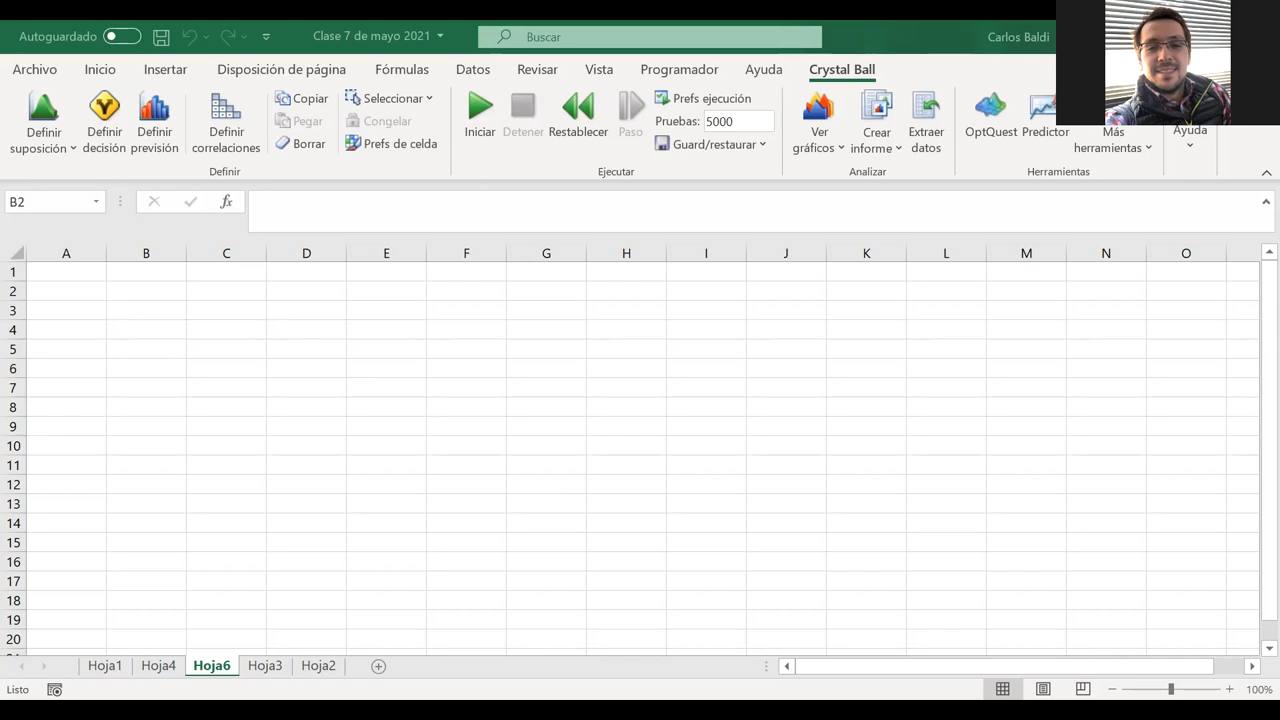 Autoguardado
Clase 7 de mayo 2021
Buscar
Carlos Baldi
Archivo Inicio Insertar Disposición de página Fórmulas Datos Revisar Vista Programador Ayuda Crystal Ball
Definir suposición
Definir decisión
Definir previsión
Definir correlaciones
Copiar
Pegar
Borrar
Seleccionar
Congelar
Prefs de celda
Definir
Iniciar
Detener
Restablecer
Paso
Prefs ejecución
Pruebas: 5000
Guard/restaurar
Ejecutar
Ver gráficos
Crear informe
Extraer datos
Analizar
OptQuest
Predictor
Más herramientas
Herramientas
Ayuda
B2
fx
A B C D E F G H I J K L M N O
1
2
3
4
5
6
7
8
9
10
11
12
13
14
15
16
17
18
19
20
Hoja1 Hoja4 Hoja6 Hoja3 Hoja2
Listo
100%